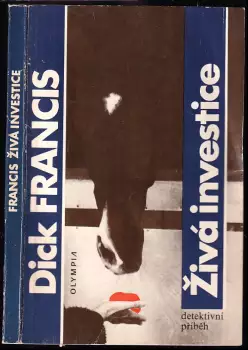 FRANCIS ŽIVÁ INVESTICE
Dick FRANCIS
OLYMPIA
Živá investice
detektivní
příběh